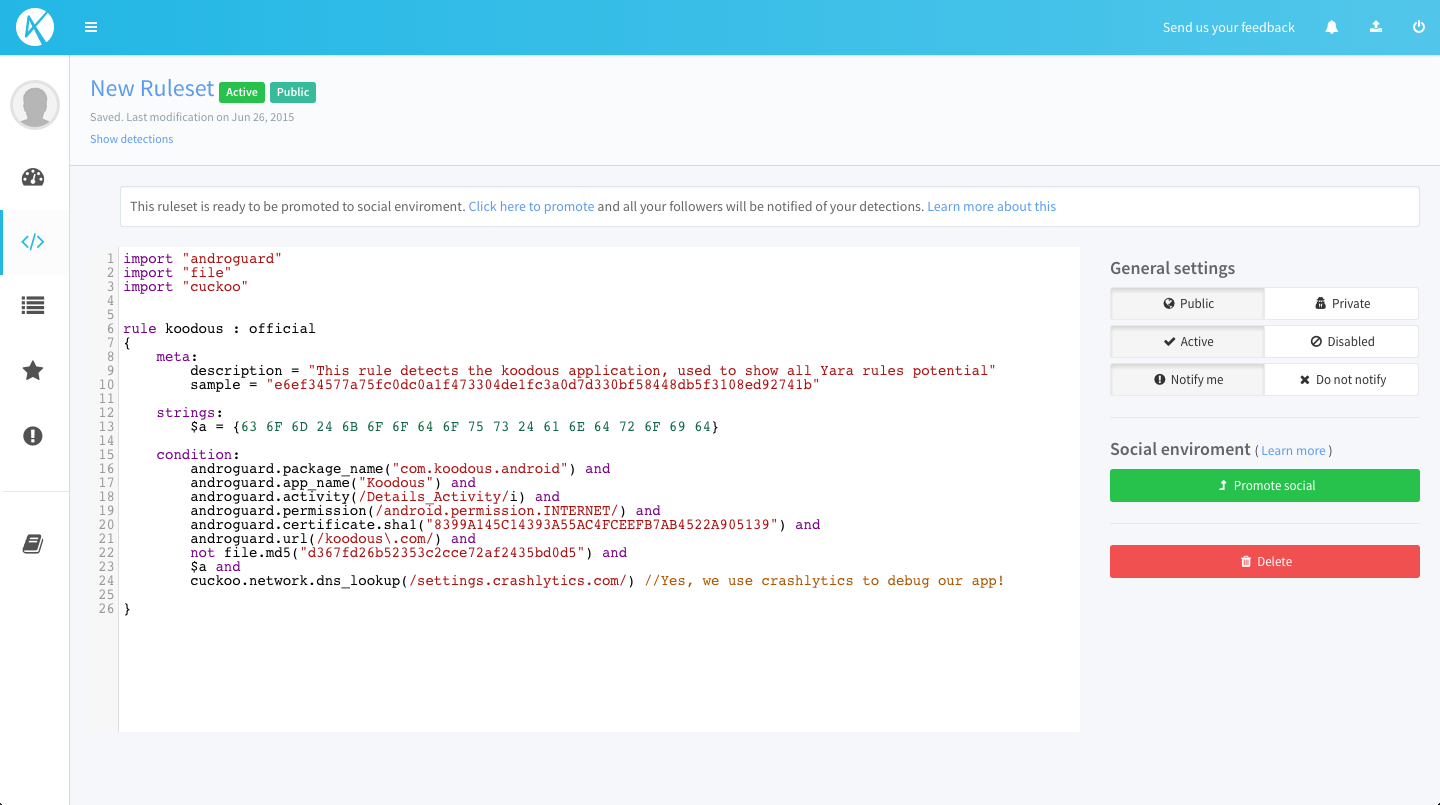 Send us your feedback
New Ruleset Active Public
Saved. Last modification on Jun 26, 2015
Show detections
This ruleset is ready to be promoted to social enviroment. Click here to promote and all your followers will be notified of your detections. Learn more about this
1 import "androguard"
2 import "file"
3 import "cuckoo"
4
5
6 rule koodous : official
7 {
8 meta:
9 description = "This rule detects the koodous application, used to show all Yara rules potential"
10 sample = "e6ef34577a75fc0dc0a1f473304de1fc3a0d7d330bf58448db5f3108ed92741b"
11
12 strings:
13 $a = {63 6F 6D 24 6B 6F 6F 64 6F 75 73 24 61 6E 64 72 6F 69 64}
14
15 condition:
16 androguard.package_name("com.koodous.android") and
17 androguard.app_name("Koodous") and
18 androguard.activity(/Details_Activity/i) and
19 androguard.permission(/android.permission.INTERNET/) and
20 androguard.certificate.sha1("8399A145C14393A55AC4FCEEFB7AB4522A905139") and
21 androguard.url(/koodous\.com/) and
22 not file.md5("d367fd26b52353c2cce72af2435bd0d5") and
23 $a and
24 cuckoo.network.dns_lookup(/settings.crashlytics.com/) //Yes, we use crashlytics to debug our app!
25
26 }
General settings
Public Private
Active Disabled
Notify me Do not notify
Social enviroment ( Learn more )
Promote social
Delete